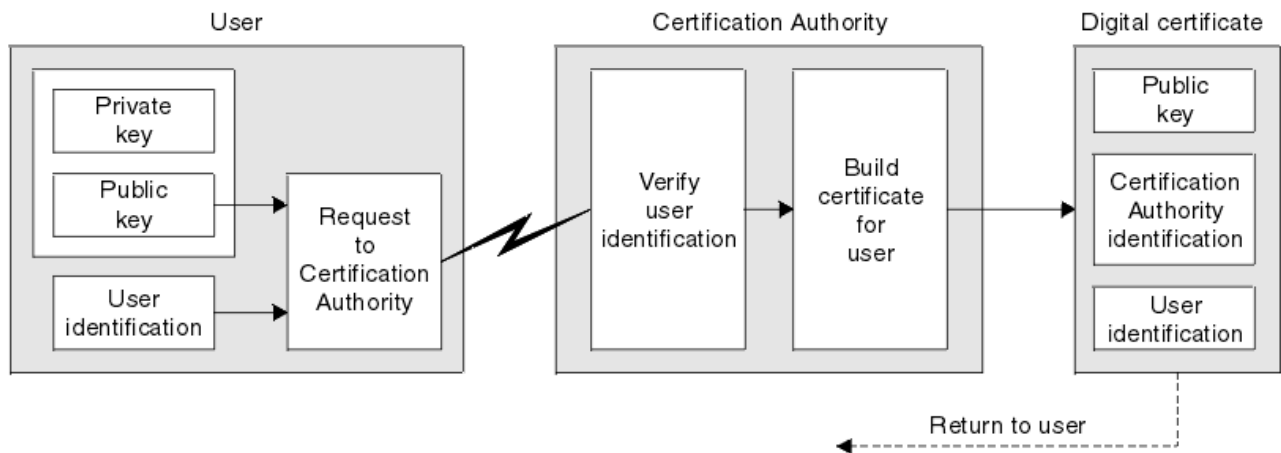 User
Private
key
Public
key
User
identification
Request
to
Certification
Authority
Certification Authority
Verify
user
identification
Build
certificate
for
user
Digital certificate
Public
key
Certification
Authority
identification
User
identification
Return to user